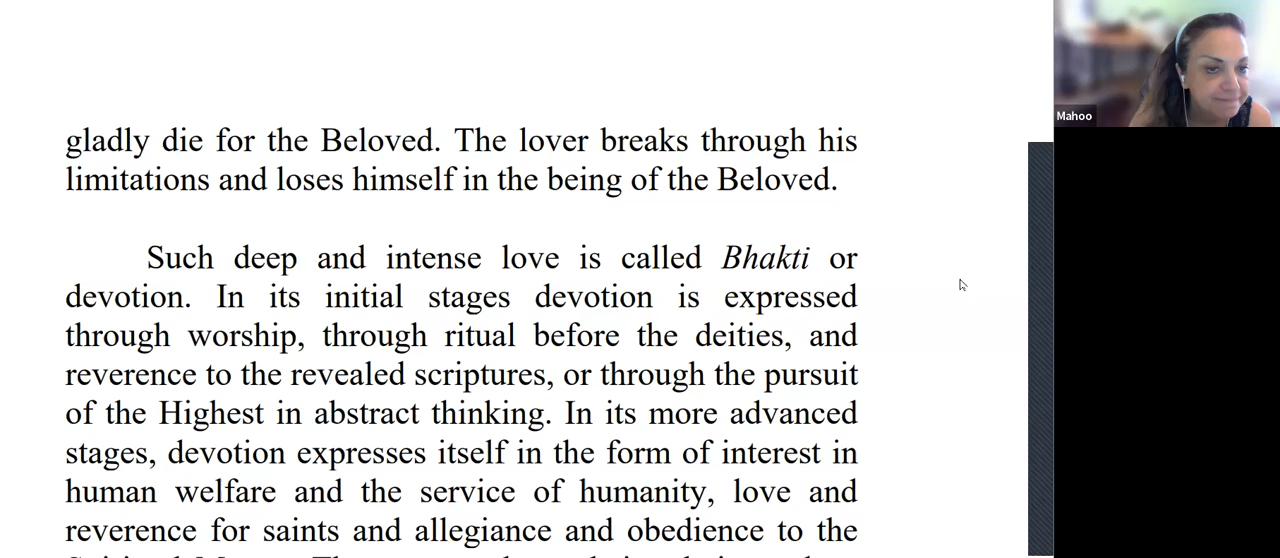 gladly die for the Beloved. The lover breaks through his
limitations and loses himself in the being of the Beloved.
Such deep and intense love is called Bhakti or
devotion. In its initial stages devotion is expressed
through worship, through ritual before the deities, and
reverence to the revealed scriptures, or through the pursuit
of the Highest in abstract thinking. In its more advanced
stages, devotion expresses itself in the form of interest in
human welfare and the service of humanity, love and
reverence for saints and allegiance and obedience to the
Mahoo